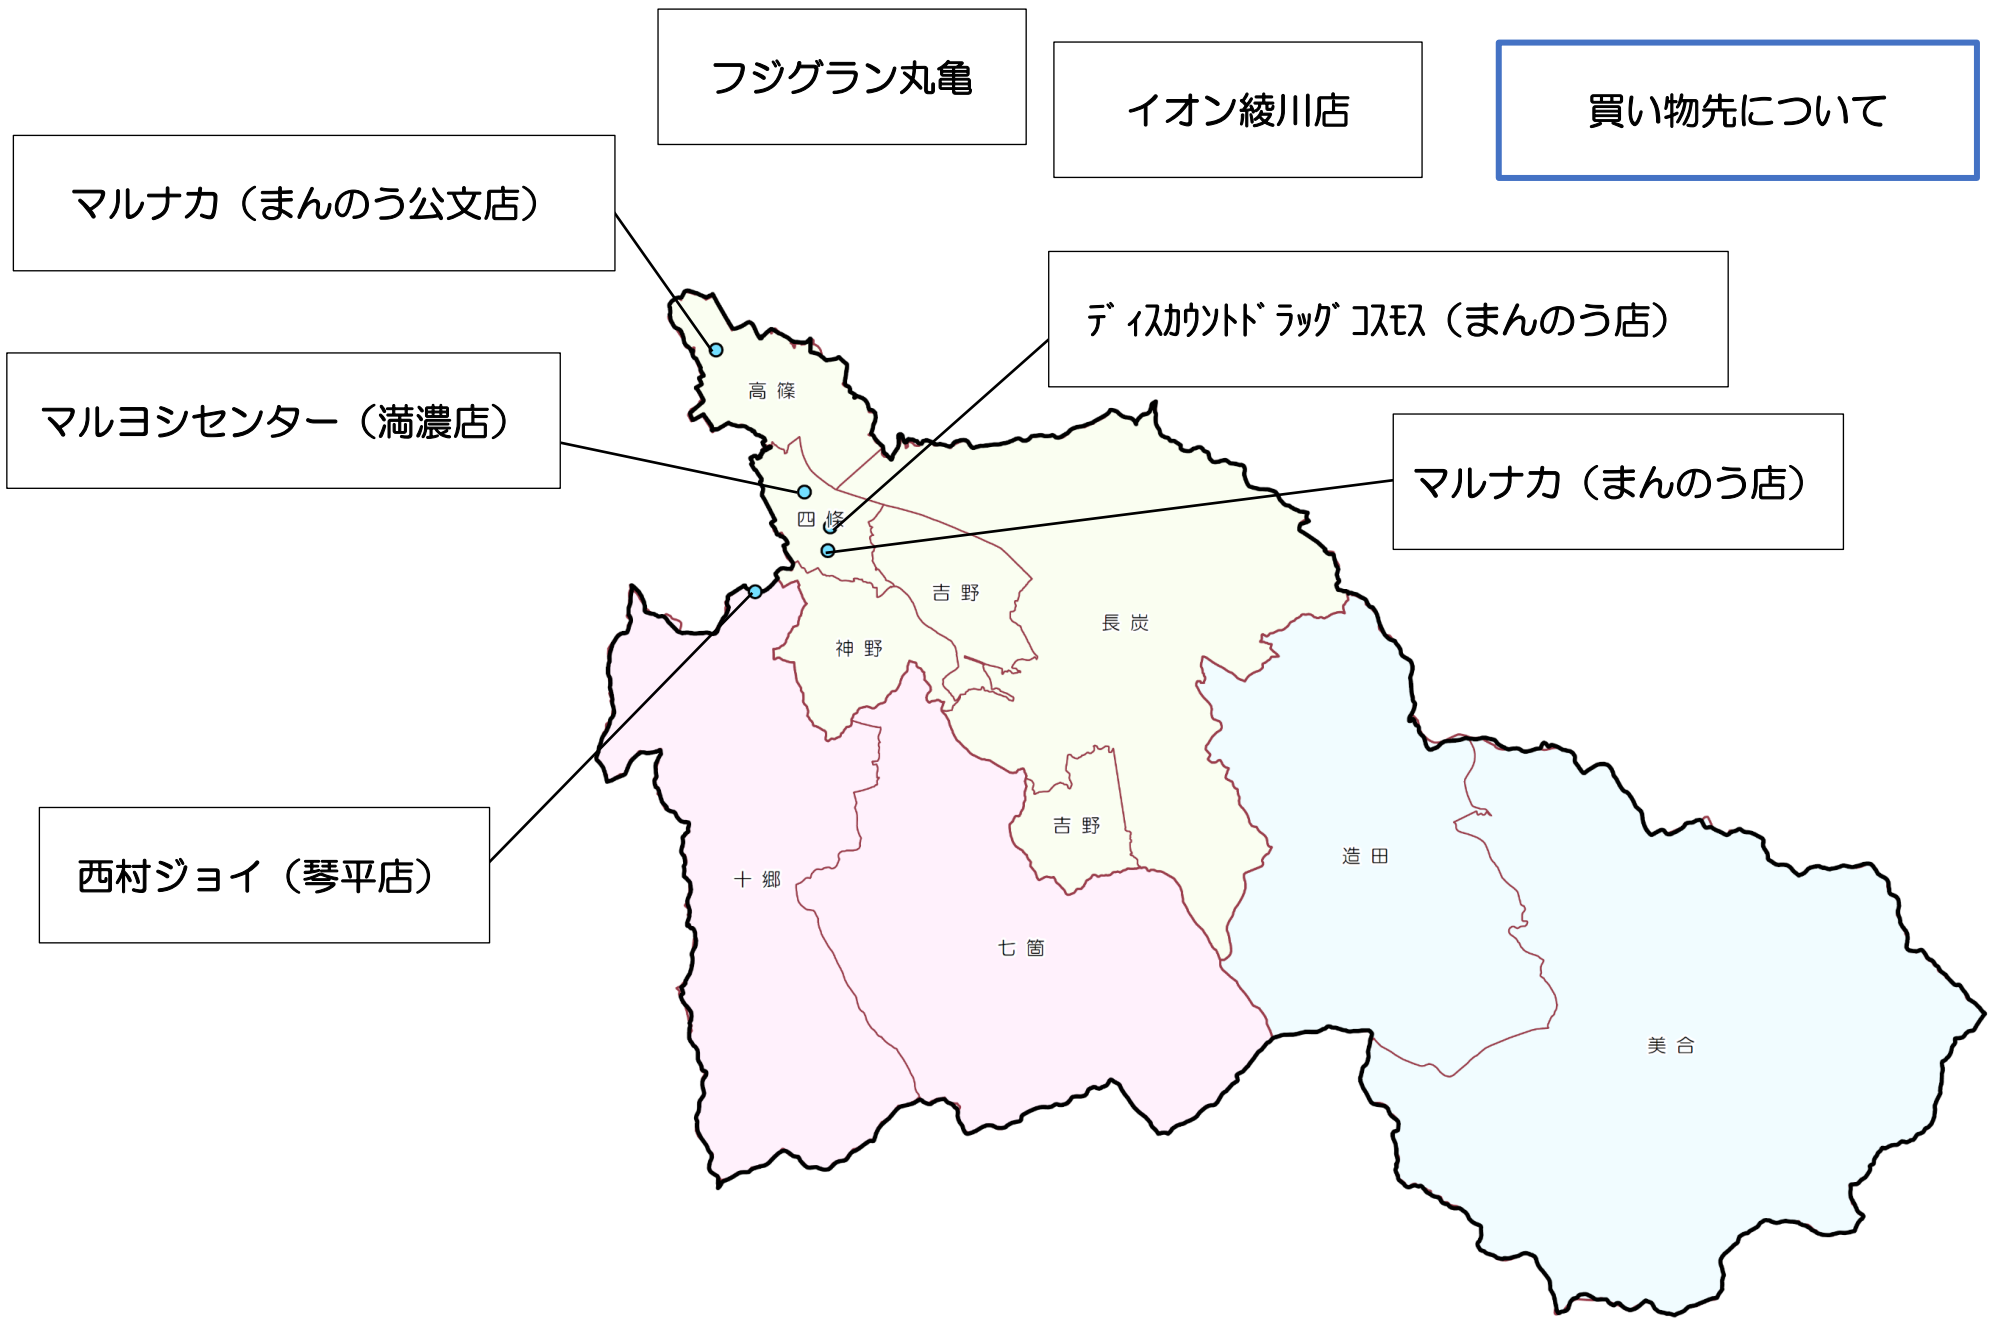 フジグラン丸亀
イオン綾川店
買い物先について
マルナカ（まんのう公文店）
ﾃﾞｨｽｶｳﾝﾄﾄﾞﾗｯｸﾞｺｽﾓｽ（まんのう店）
マルヨシセンター（満濃店）
マルナカ（まんのう店）
西村ジョイ（琴平店）
高篠
四條
吉野
長炭
神野
吉野
造田
十郷
七箇
美合